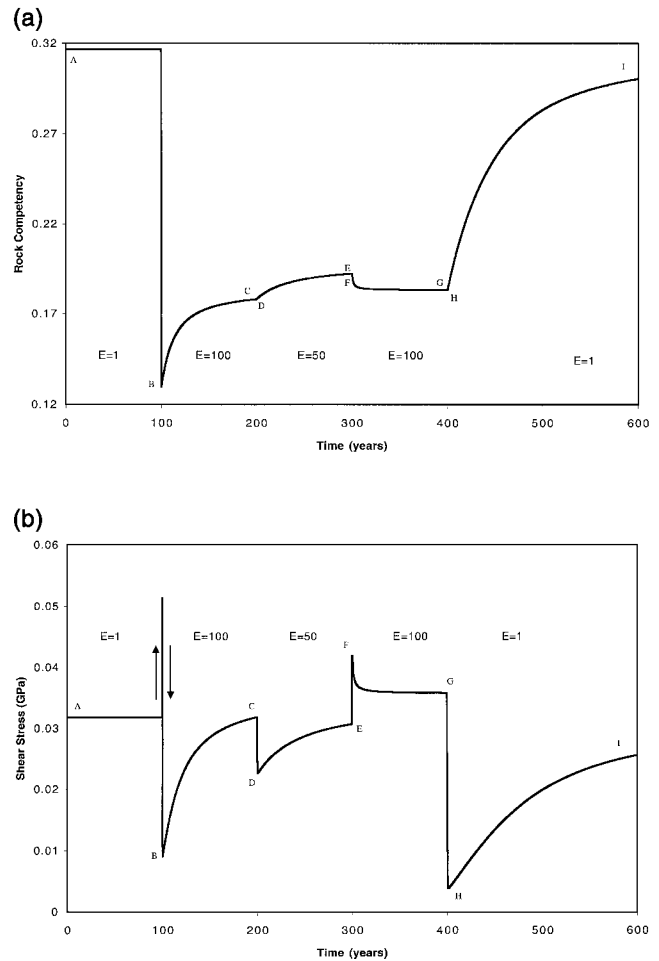 (a)
0.32
A
I
0.27
Rock Competency
0.22
E
C
F
G
D
H
0.17
E=1
E=100
E=50
E=100
E=1
B
0.12
0
100
200
300
400
500
600
Time (years)
(b)
0.06
0.05
E=1
E=100
E=50
E=100
E=1
F
0.04
G
A
C
Shear Stress (GPa)
0.03
E
I
0.02
D
0.01
B
H
0
0
100
200
300
400
500
600
Time (years)